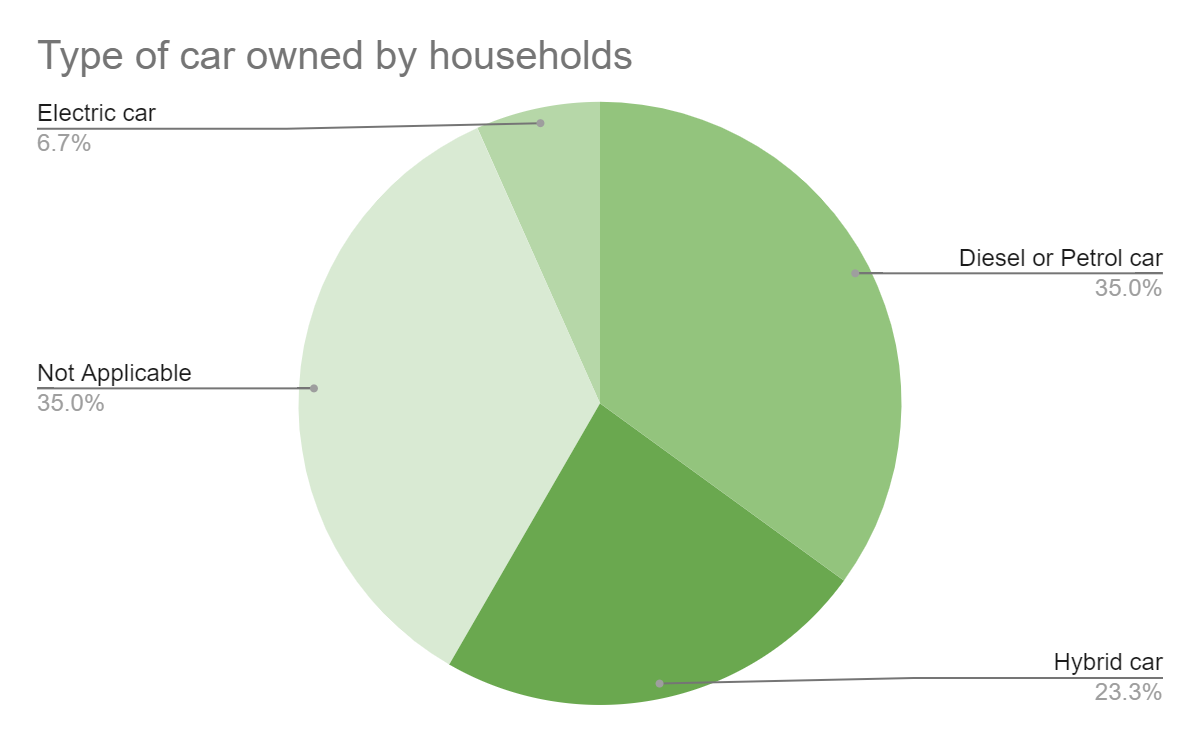 Type of car owned by households
Electric car
6.7%
Diesel or Petrol car
35.0%
Not Applicable
35.0%
Hybrid car
23.3%